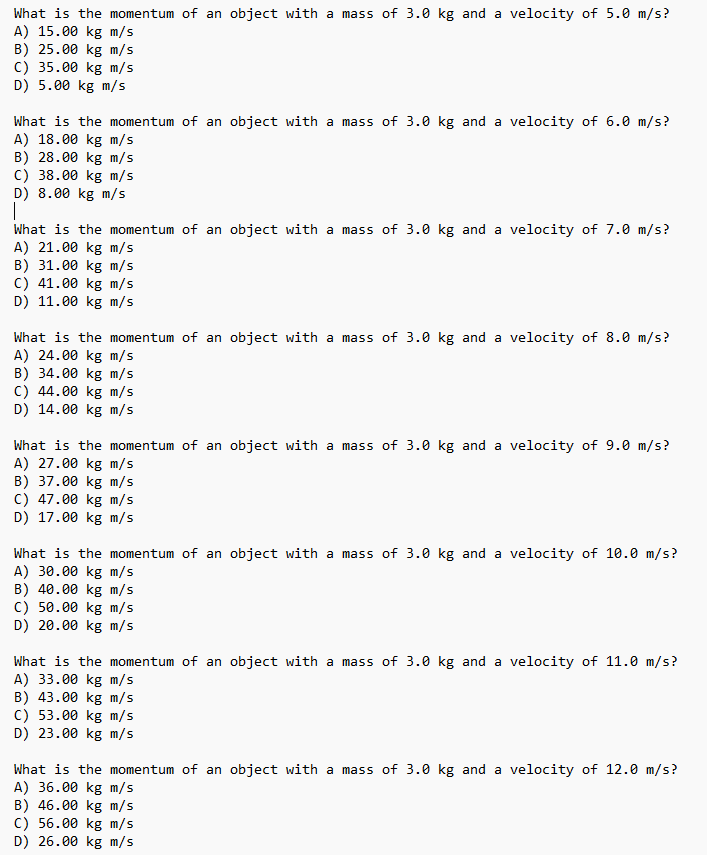 What is the momentum of an object with a mass of 3.0 kg and a velocity of 5.0 m/s?
A) 15.00 kg m/s
B) 25.00 kg m/s
C) 35.00 kg m/s
D) 5.00 kg m/s
What is the momentum of an object with a mass of 3.0 kg and a velocity of 6.0 m/s?
A) 18.00 kg m/s
B) 28.00 kg m/s
C) 38.00 kg m/s
D) 8.00 kg m/s
What is the momentum of an object with a mass of 3.0 kg and a velocity of 7.0 m/s?
A) 21.00 kg m/s
B) 31.00 kg m/s
C) 41.00 kg m/s
D) 11.00 kg m/s
What is the momentum of an object with a mass of 3.0 kg and a velocity of 8.0 m/s?
A) 24.00 kg m/s
B) 34.00 kg m/s
C) 44.00 kg m/s
D) 14.00 kg m/s
What is the momentum of an object with a mass of 3.0 kg and a velocity of 9.0 m/s?
A) 27.00 kg m/s
B) 37.00 kg m/s
C) 47.00 kg m/s
D) 17.00 kg m/s
What is the momentum of an object with a mass of 3.0 kg and a velocity of 10.0 m/s?
A) 30.00 kg m/s
B) 40.00 kg m/s
C) 50.00 kg m/s
D) 20.00 kg m/s
What is the momentum of an object with a mass of 3.0 kg and a velocity of 11.0 m/s?
A) 33.00 kg m/s
B) 43.00 kg m/s
C) 53.00 kg m/s
D) 23.00 kg m/s
What is the momentum of an object with a mass of 3.0 kg and a velocity of 12.0 m/s?
A) 36.00 kg m/s
B) 46.00 kg m/s
C) 56.00 kg m/s
D) 26.00 kg m/s